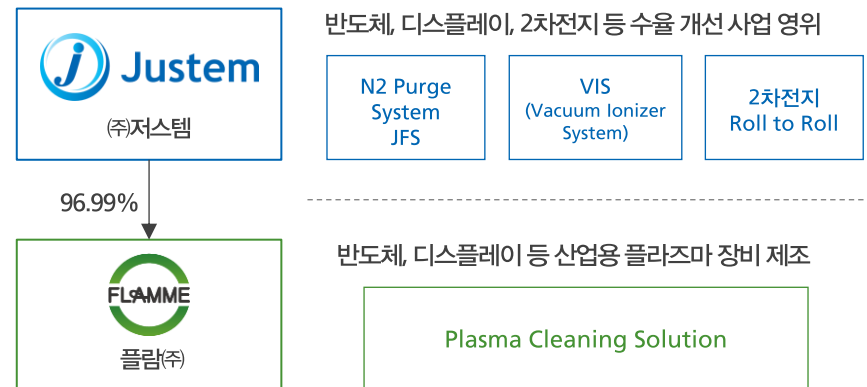 Justem
㈜저스템
반도체, 디스플레이, 2차전지 등 수율 개선 사업 영위
N2 Purge
System
JFS
VIS
(Vacuum Ionizer
System)
2차전지
Roll to Roll
96.99%
FLAMME
플람㈜
반도체, 디스플레이 등 산업용 플라즈마 장비 제조
Plasma Cleaning Solution